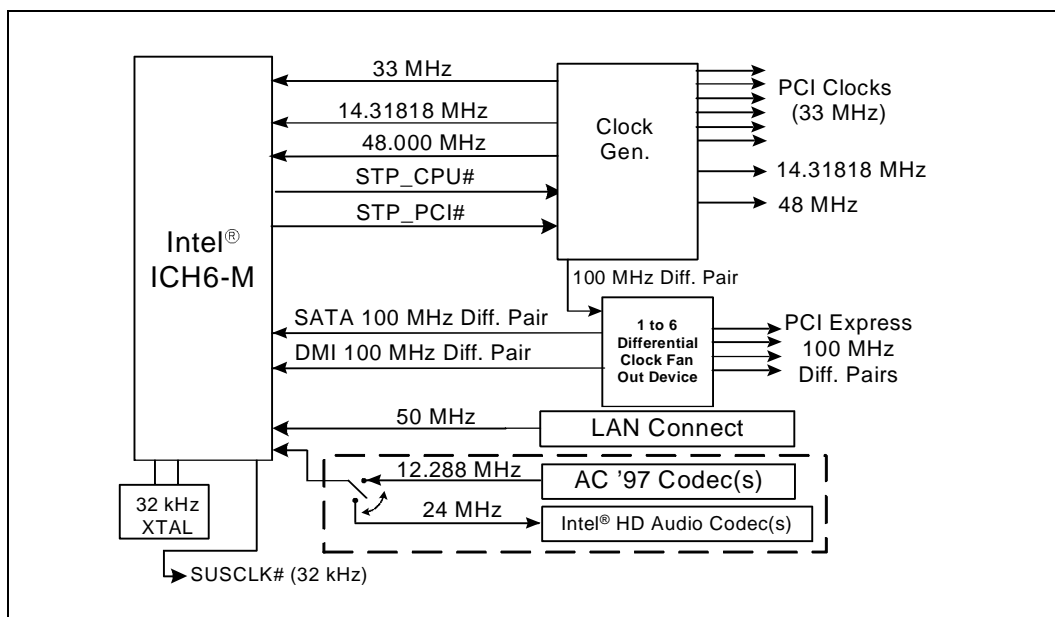 33 MHz
14.31818 MHz
48.000 MHz
STP_CPU#
STP_PCI#
Intel®
ICH6-M
Clock
Gen.
PCI Clocks
(33 MHz)
14.31818 MHz
48 MHz
100 MHz Diff. Pair
SATA 100 MHz Diff. Pair
DMI 100 MHz Diff. Pair
1 to 6
Differential
Clock Fan
Out Device
PCI Express
100 MHz
Diff. Pairs
50 MHz
LAN Connect
12.288 MHz
AC '97 Codec(s)
24 MHz
Intel® HD Audio Codec(s)
32 kHz
XTAL
SUSCLK# (32 kHz)